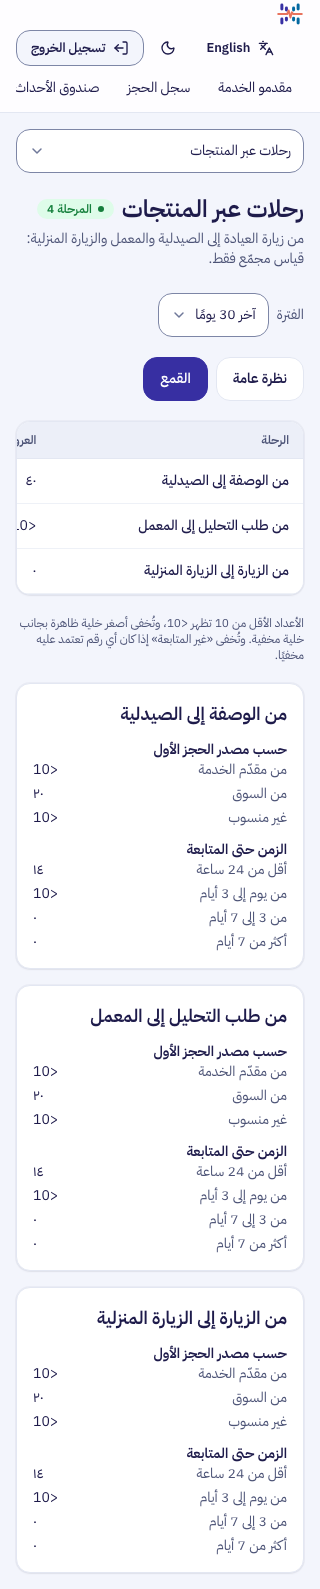 English
تسجيل الخروج
مقدمو الخدمة
سجل الحجز
صندوق الأحداث
رحلات عبر المنتجات
رحلات عبر المنتجات
المرحلة 4
من زيارة العيادة إلى الصيدلية والمعمل والزيارة المنزلية:
قياس مجمّع فقط.
الفترة
آخر 30 يومًا
نظرة عامة
القمع
الرحلة
من الوصفة إلى الصيدلية ٤٠
من طلب التحليل إلى المعمل
من الزيارة إلى الزيارة المنزلية ٠
الأعداد الأقل من 10 تظهر <10، وتُخفى أصغر خلية ظاهرة بجانب
خلية مخفية. وتُخفى «غير المتابعة» إذا كان أي رقم تعتمد عليه
مخفيًا.
من الوصفة إلى الصيدلية
حسب مصدر الحجز الأول
من مقدّم الخدمة <10
من السوق ٢٠
غير منسوب <10
الزمن حتى المتابعة
أقل من 24 ساعة ١٤
من يوم إلى 3 أيام <10
من 3 إلى 7 أيام ٠
أكثر من 7 أيام ٠
من طلب التحليل إلى المعمل
حسب مصدر الحجز الأول
من مقدّم الخدمة <10
من السوق ٢٠
غير منسوب <10
الزمن حتى المتابعة
أقل من 24 ساعة ١٤
من يوم إلى 3 أيام <10
من 3 إلى 7 أيام ٠
أكثر من 7 أيام ٠
من الزيارة إلى الزيارة المنزلية
حسب مصدر الحجز الأول
من مقدّم الخدمة <10
من السوق ٢٠
غير منسوب <10
الزمن حتى المتابعة
أقل من 24 ساعة ١٤
من يوم إلى 3 أيام <10
من 3 إلى 7 أيام ٠
أكثر من 7 أيام ٠